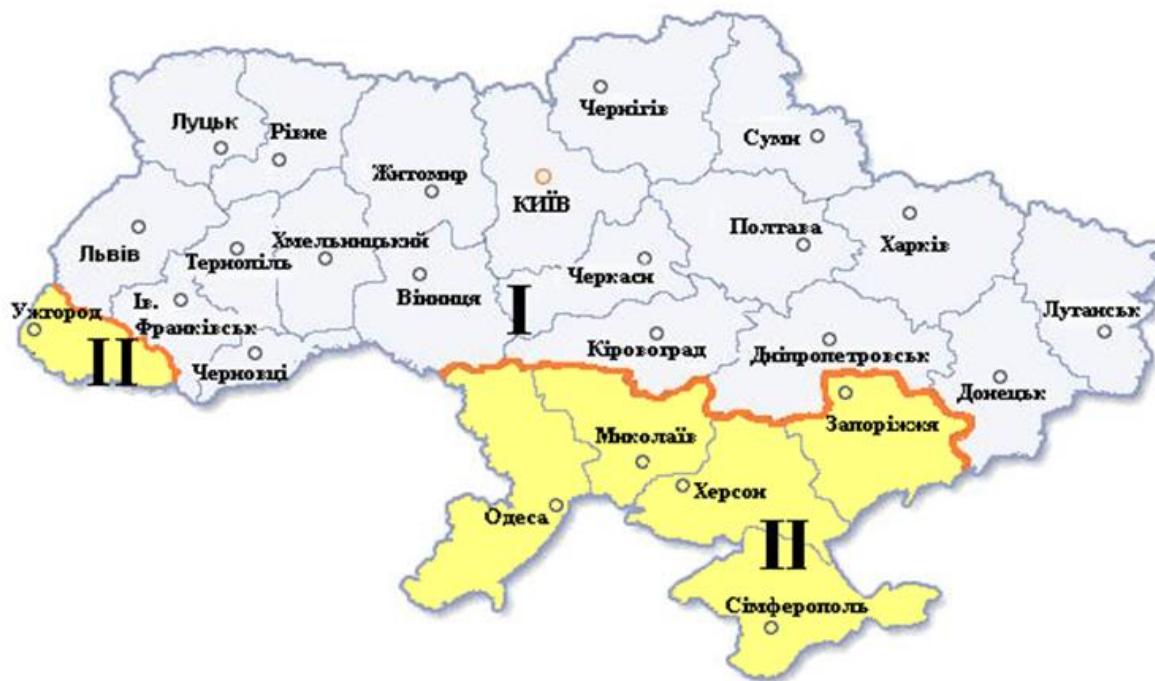 Чернігів
Луцьк
Рівне
Суми
Житомир
КИЇВ
Львів
Тернопіль
Хмельницький
Полтава
Харків
Черкаси
Вінниця
I
Ужгород
Ів.
Франківськ
Луганськ
II
Черновці
Кіровоград
Дніпропетровськ
Донецьк
Запоріжжя
Миколаїв
Херсон
Одеса
II
Сімферополь